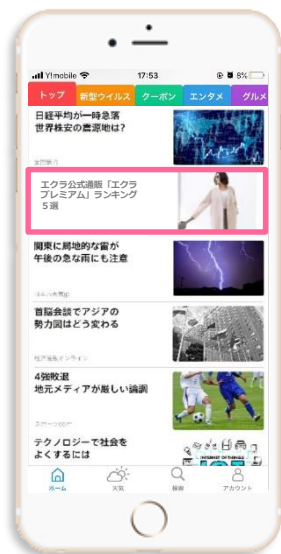 Y!mobile 17:53 8%
トップ 新型ウイルス クーポン エンタメ グルメ
日経平均が一時急落
世界株安の震源地は?
エクラ公式通販「エクラ
プレミアム」ランキング
5選
関東に局地的な雷が
午後の急な雨にも注意
首脳会談でアジアの
勢力図はどう変わる
4強敗退
地元メディアが厳しい論調
テクノロジーで社会を
よくするには
INTERNET OF THINGS
ホーム 天気 検索 アカウント